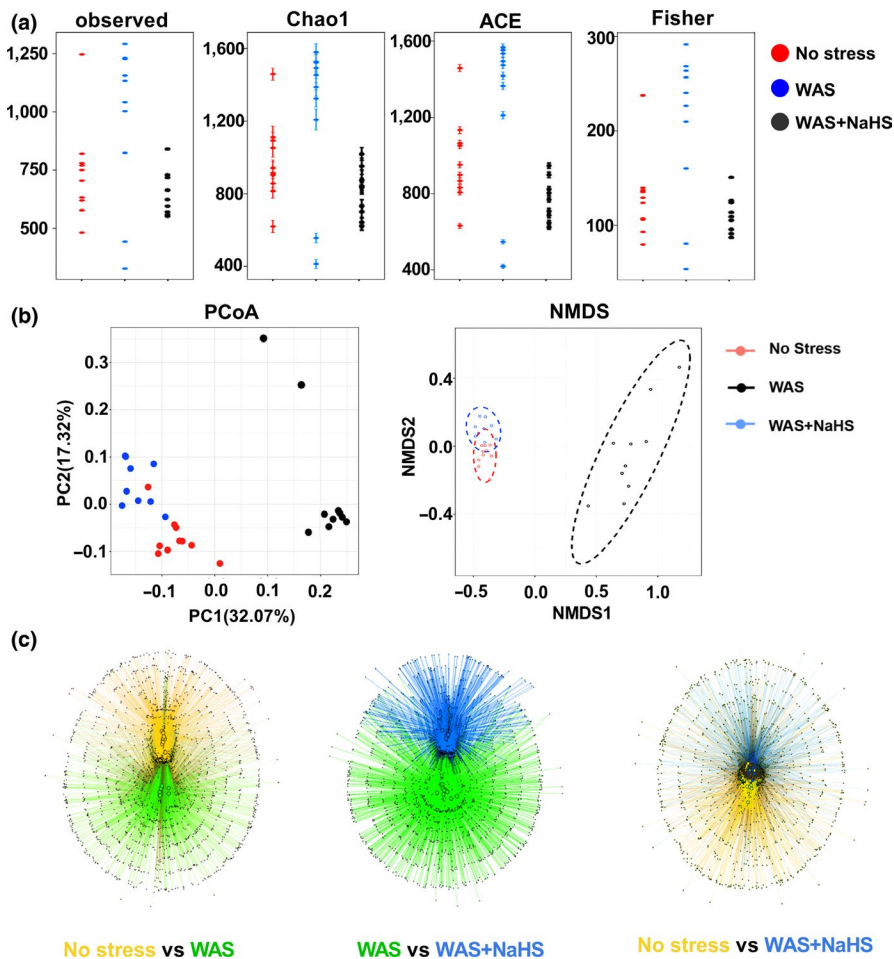 (a)
observed
Chao1
ACE
Fisher
1,250
1,000
750
500
1,600
1,200
800
400
1,600
1,200
800
400
300
200
100
No stress
WAS
WAS+NaHS
(b)
PCoA
NMDS
PC2(17.32%)
0.3
0.2
0.1
0.0
−0.1
−0.1
0.0
0.1
0.2
PC1(32.07%)
NMDS2
0.4
0.0
−0.4
−0.5
0.0
0.5
1.0
NMDS1
No Stress
WAS
WAS+NaHS
(c)
No stress vs WAS
WAS vs WAS+NaHS
No stress vs WAS+NaHS